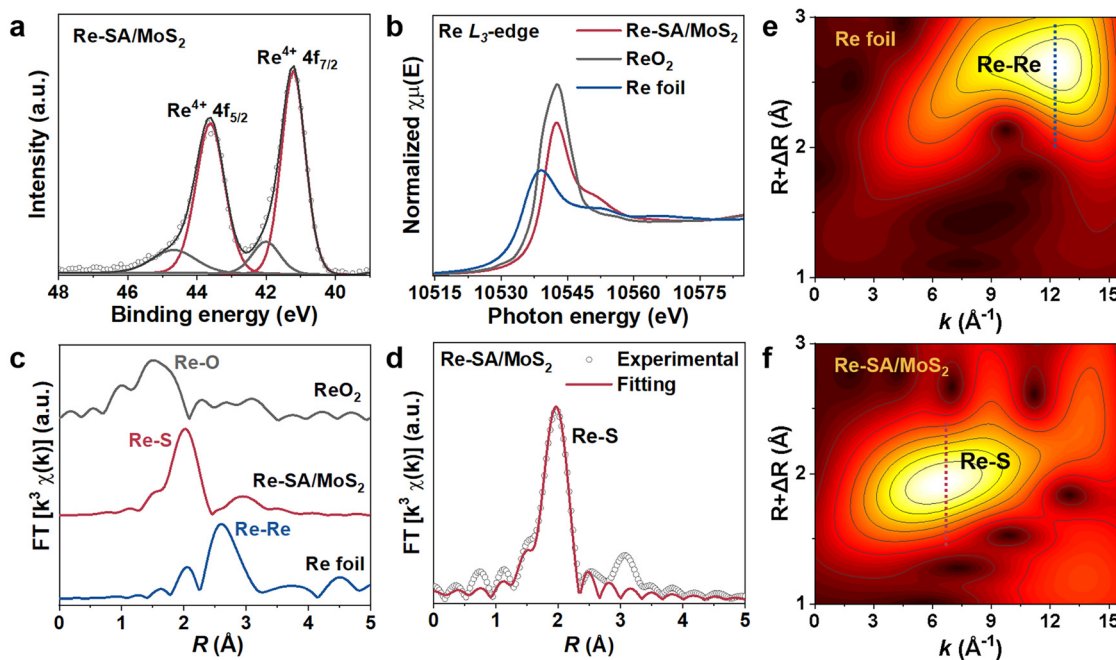 a
Re-SA/MoS₂
Re⁴⁺ 4f₇/₂
Re⁴⁺ 4f₅/₂
Intensity (a.u.)
48 46 44 42 40
Binding energy (eV)
b
Re L₃-edge
Re-SA/MoS₂
ReO₂
Re foil
Normalized χμ(E)
10515 10530 10545 10560 10575
Photon energy (eV)
e
Re foil
Re-Re
R+ΔR (Å)
3
2
1
0 3 6 9 12 15
k (Å⁻¹)
c
Re-O
ReO₂
Re-S
Re-SA/MoS₂
Re-Re
Re foil
FT [k³ χ(k)] (a.u.)
0 1 2 3 4 5
R (Å)
d
Re-SA/MoS₂
Experimental
Fitting
Re-S
FT [k³ χ(k)] (a.u.)
0 1 2 3 4 5
R (Å)
f
Re-SA/MoS₂
Re-S
R+ΔR (Å)
3
2
1
0 3 6 9 12 15
k (Å⁻¹)